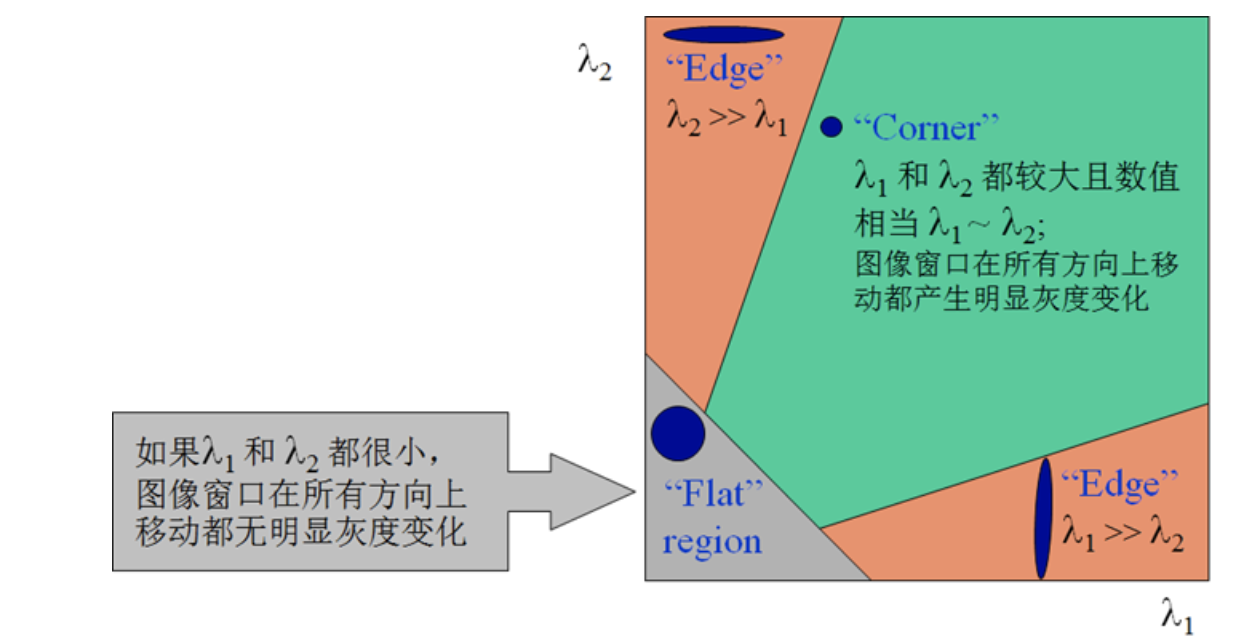 λ2
“Edge”
λ2 >> λ1
“Corner”
λ1 和 λ2 都较大且数值
相当 λ1 ~ λ2;
图像窗口在所有方向上移
动都产生明显灰度变化
如果λ1 和 λ2 都很小，
图像窗口在所有方向上
移动都无明显灰度变化
“Flat”
region
“Edge”
λ1 >> λ2
λ1